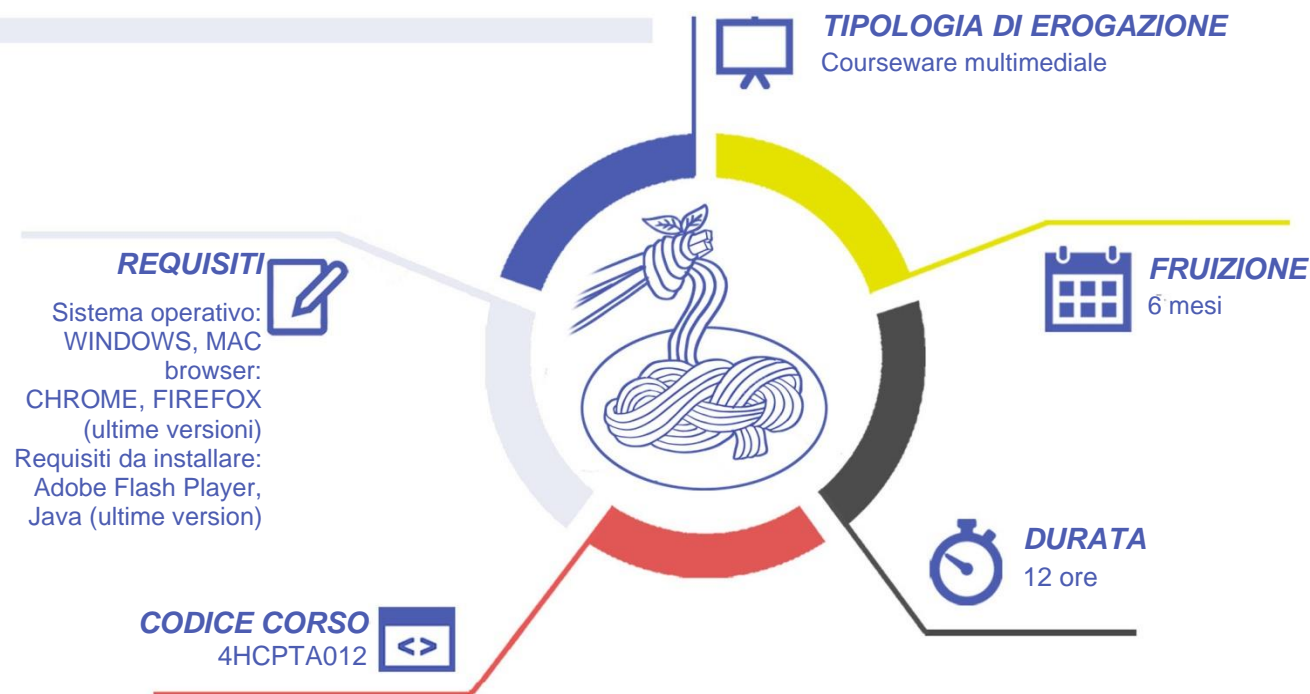 TIPOLOGIA DI EROGAZIONE
Courseware multimediale
REQUISITI
Sistema operativo:
WINDOWS, MAC
browser:
CHROME, FIREFOX
(ultime versioni)
Requisiti da installare:
Adobe Flash Player,
Java (ultime version)
FRUIZIONE
6 mesi
DURATA
12 ore
CODICE CORSO
4HCPTA012
<>